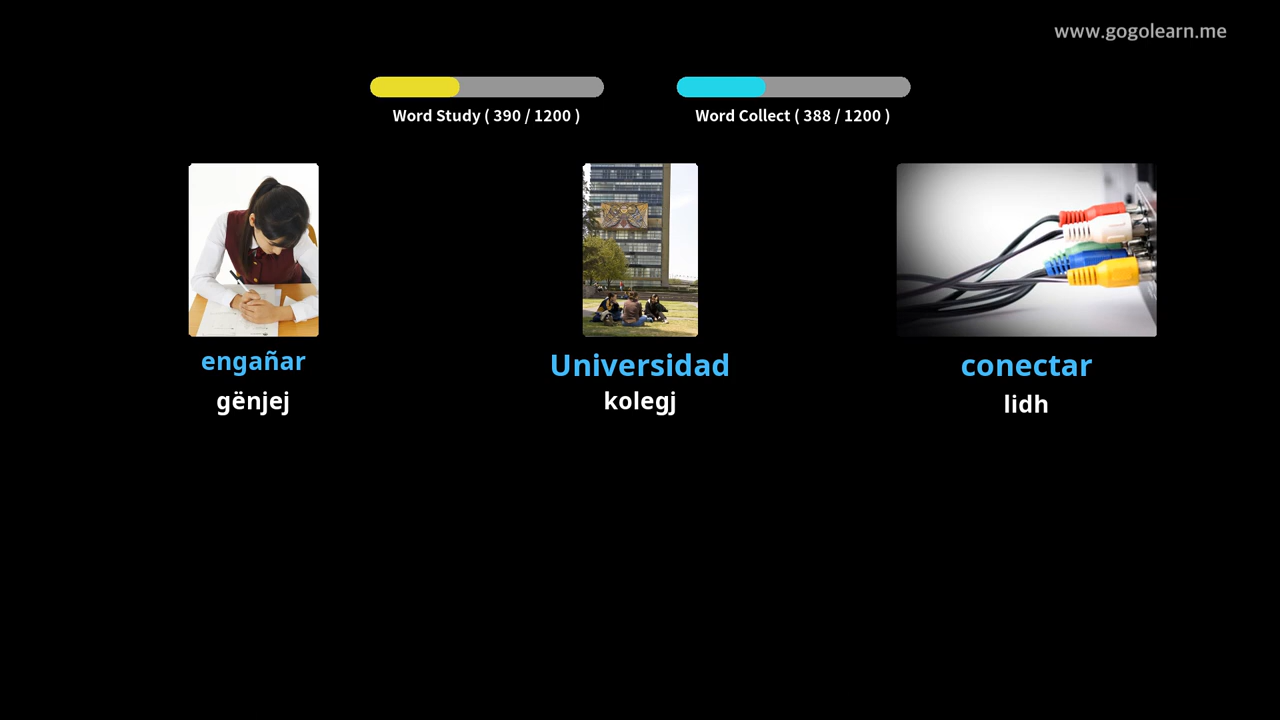 www.gogolearn.me
Word Study ( 390 / 1200 )
Word Collect ( 388 / 1200 )
engañar
gënjej
Universidad
kolegj
conectar
lidh